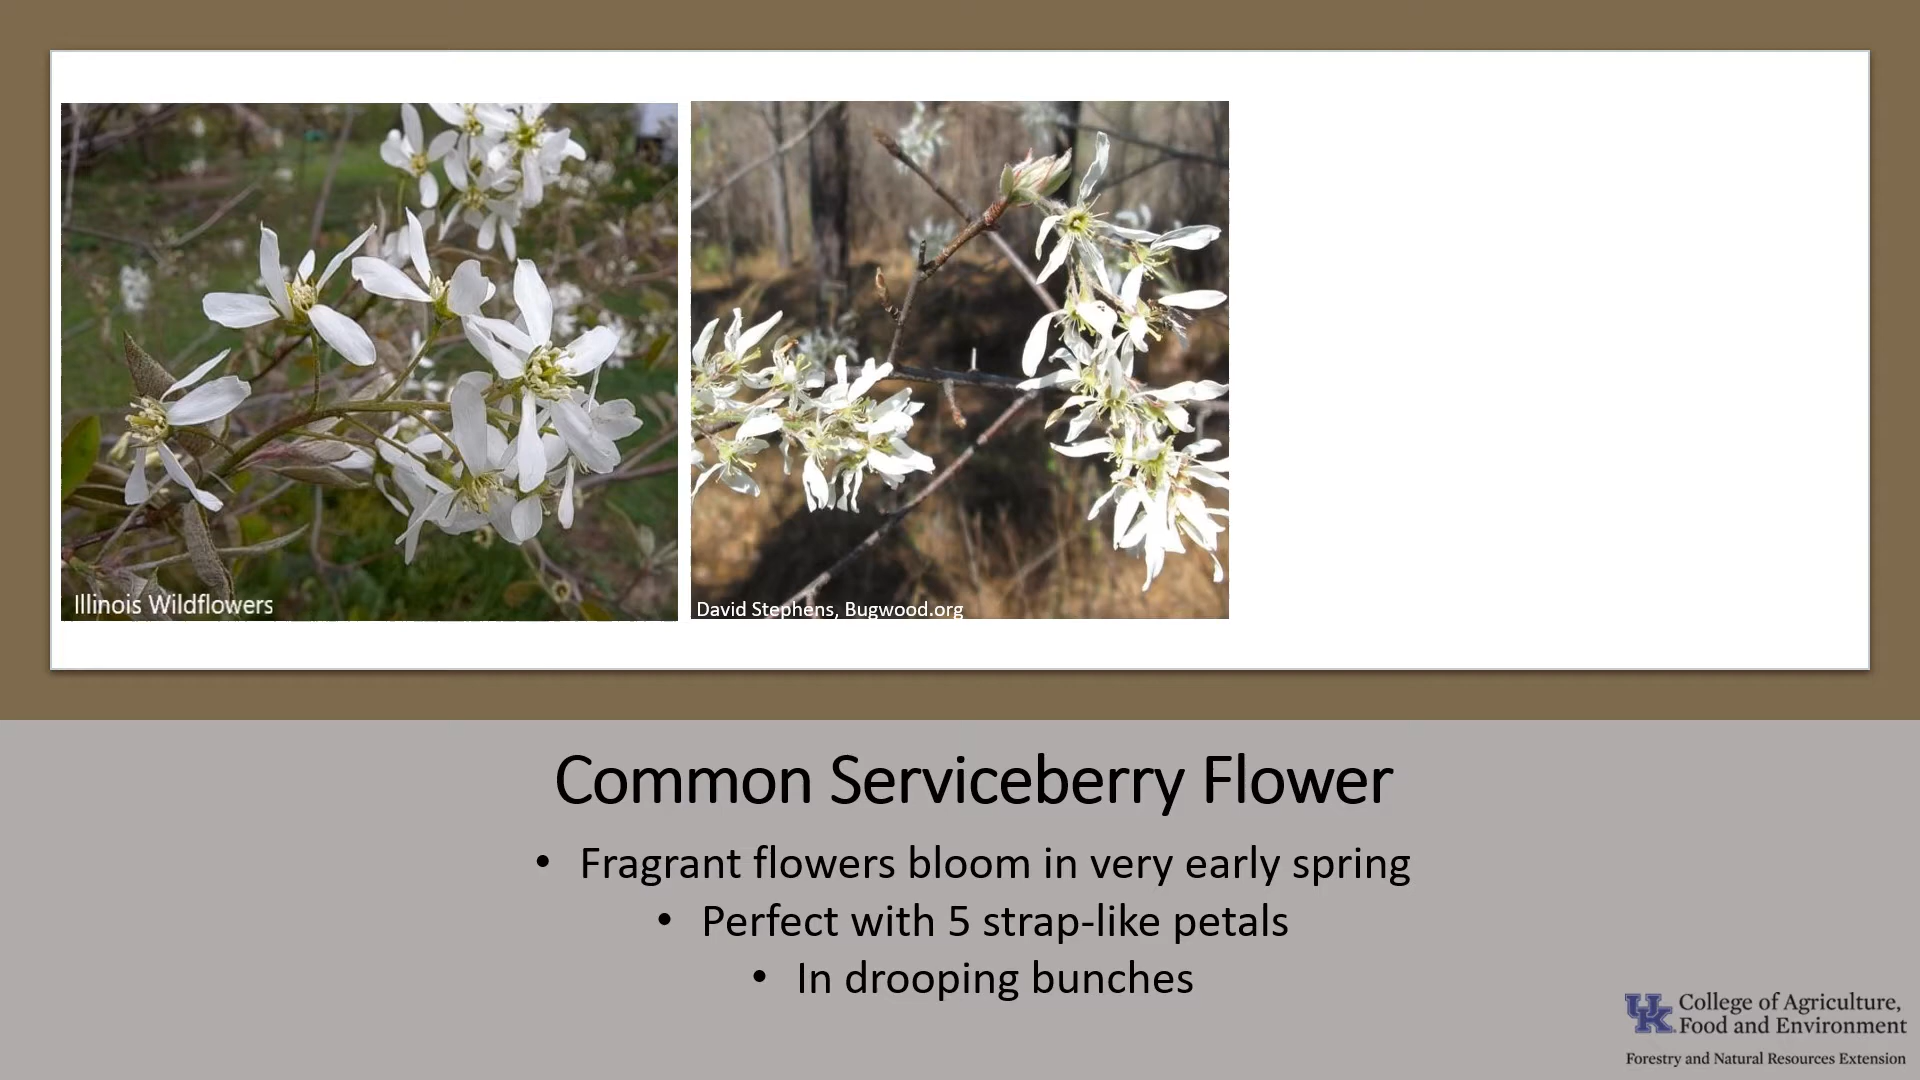 Illinois Wildflowers
David Stephens, Bugwood.org
Common Serviceberry Flower
• Fragrant flowers bloom in very early spring
• Perfect with 5 strap-like petals
• In drooping bunches
UK College of Agriculture,
Food and Environment
Forestry and Natural Resources Extension